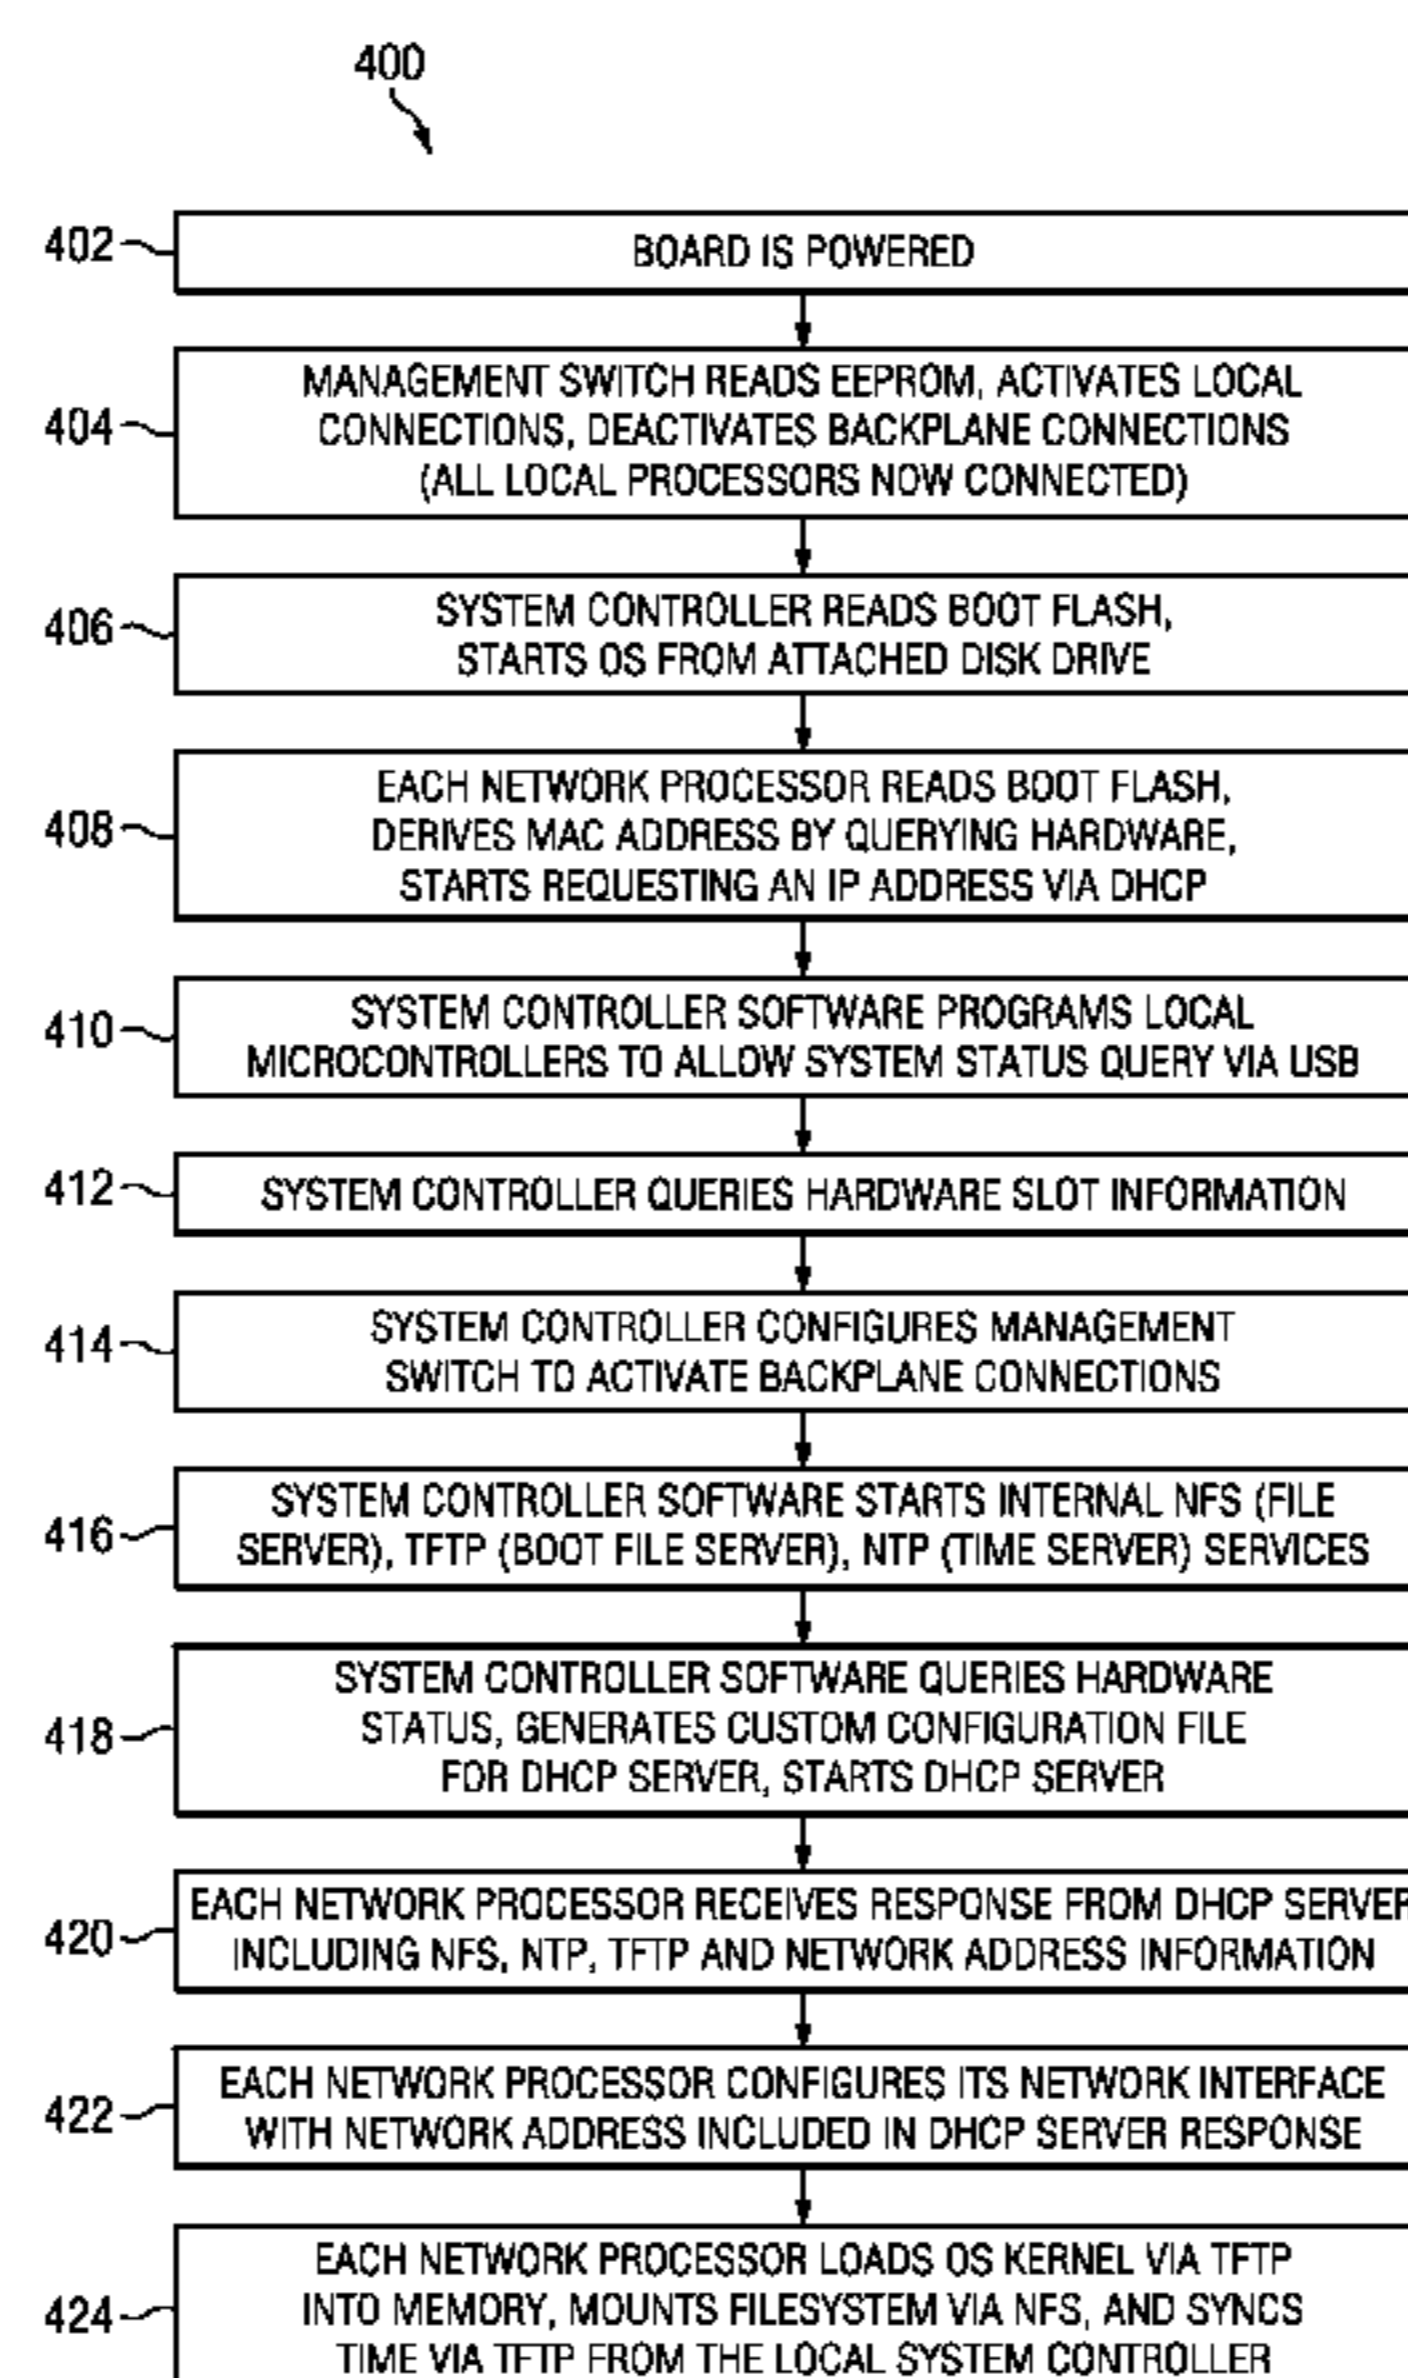 400
402
BOARD IS POWERED
404
MANAGEMENT SWITCH READS EEPROM, ACTIVATES LOCAL
CONNECTIONS, DEACTIVATES BACKPLANE CONNECTIONS
(ALL LOCAL PROCESSORS NOW CONNECTED)
406
SYSTEM CONTROLLER READS BOOT FLASH,
STARTS OS FROM ATTACHED DISK DRIVE
408
EACH NETWORK PROCESSOR READS BOOT FLASH,
DERIVES MAC ADDRESS BY QUERYING HARDWARE,
STARTS REQUESTING AN IP ADDRESS VIA DHCP
410
SYSTEM CONTROLLER SOFTWARE PROGRAMS LOCAL
MICROCONTROLLERS TO ALLOW SYSTEM STATUS QUERY VIA USB
412
SYSTEM CONTROLLER QUERIES HARDWARE SLOT INFORMATION
414
SYSTEM CONTROLLER CONFIGURES MANAGEMENT
SWITCH TO ACTIVATE BACKPLANE CONNECTIONS
416
SYSTEM CONTROLLER SOFTWARE STARTS INTERNAL NFS (FILE
SERVER), TFTP (BOOT FILE SERVER), NTP (TIME SERVER) SERVICES
418
SYSTEM CONTROLLER SOFTWARE QUERIES HARDWARE
STATUS, GENERATES CUSTOM CONFIGURATION FILE
FOR DHCP SERVER, STARTS DHCP SERVER
420
EACH NETWORK PROCESSOR RECEIVES RESPONSE FROM DHCP SERVER
INCLUDING NFS, NTP, TFTP AND NETWORK ADDRESS INFORMATION
422
EACH NETWORK PROCESSOR CONFIGURES ITS NETWORK INTERFACE
WITH NETWORK ADDRESS INCLUDED IN DHCP SERVER RESPONSE
424
EACH NETWORK PROCESSOR LOADS OS KERNEL VIA TFTP
INTO MEMORY, MOUNTS FILESYSTEM VIA NFS, AND SYNCS
TIME VIA TFTP FROM THE LOCAL SYSTEM CONTROLLER